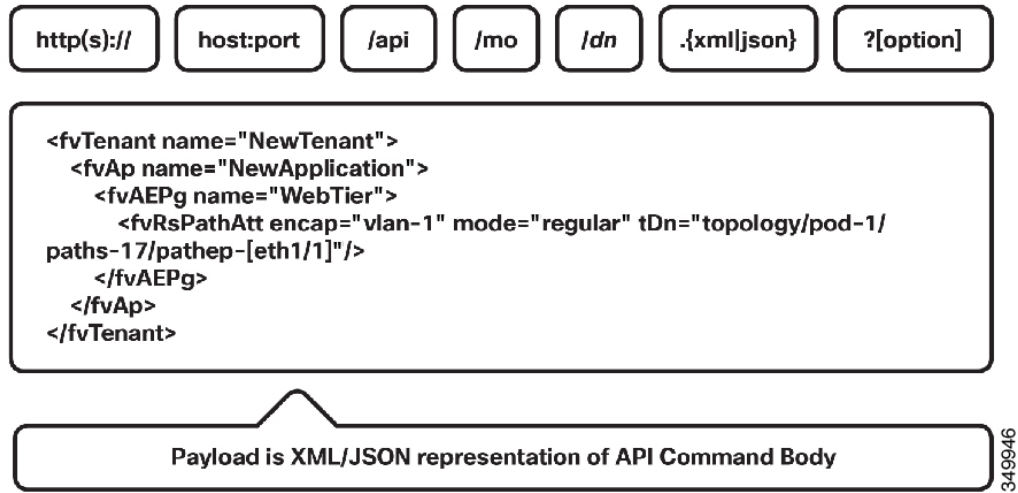 http(s):// host:port /api /mo /dn .{xml|json} ?[option]
<fvTenant name="NewTenant">
<fvAp name="NewApplication">
<fvAEPg name="WebTier">
<fvRsPathAtt encap="vlan-1" mode="regular" tDn="topology/pod-1/
paths-17/pathep-[eth1/1]"/>
</fvAEPg>
</fvAp>
</fvTenant>
Payload is XML/JSON representation of API Command Body
349946